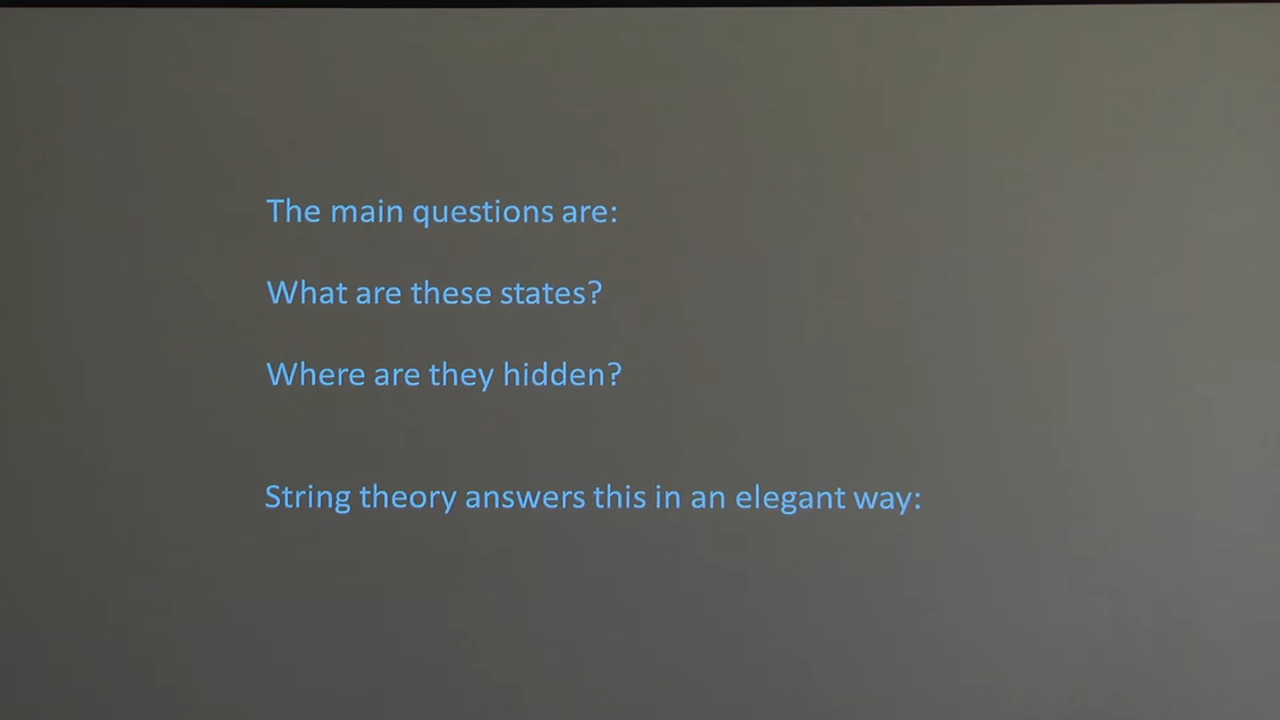 The main questions are:
What are these states?
Where are they hidden?
String theory answers this in an elegant way: